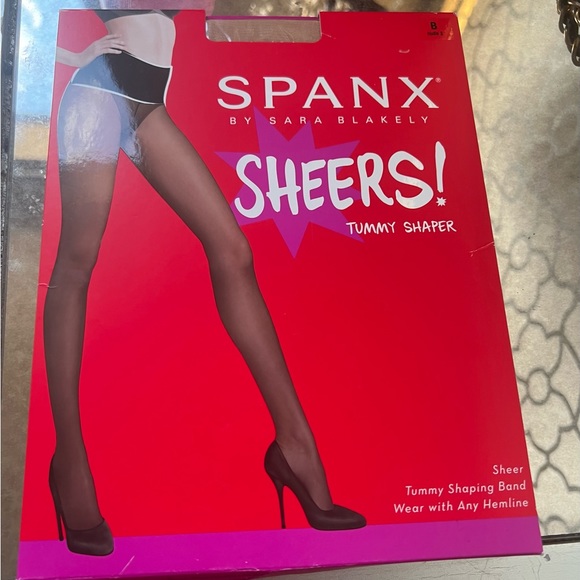 B
SPANX®
BY SARA BLAKELY
SHEERS!
TUMMY SHAPER
Sheer
Tummy Shaping Band
Wear with Any Hemline